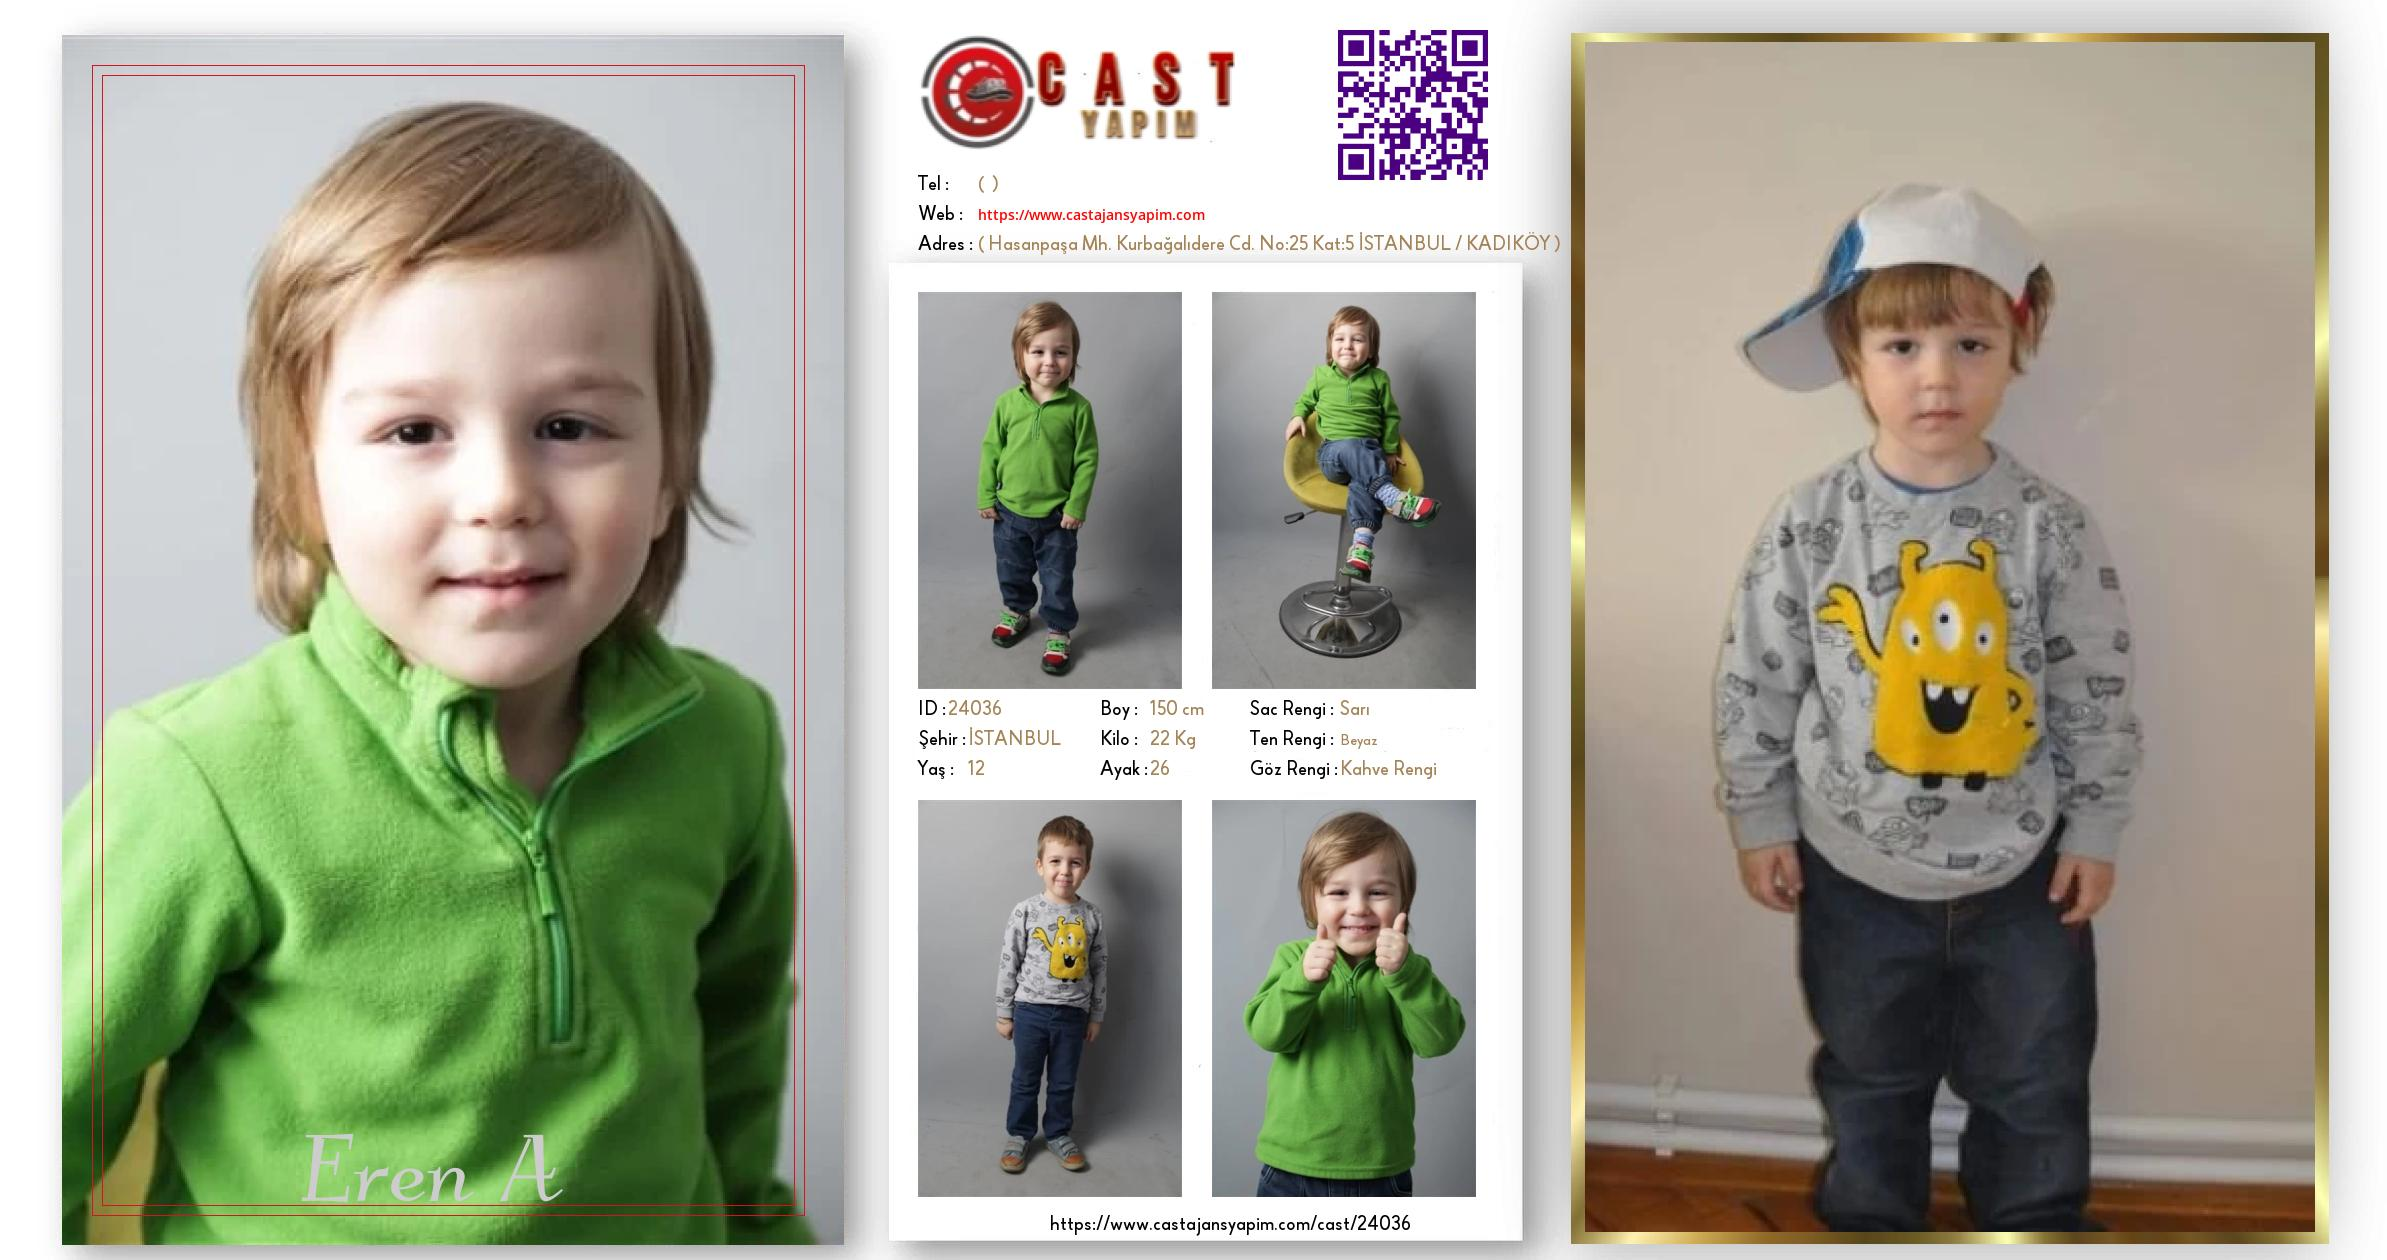 CAST
YAPIM
Tel : ( )
Web : https://www.castajansyapim.com
Adres : ( Hasanpaşa Mh. Kurbağalıdere Cd. No:25 Kat:5 İSTANBUL / KADIKÖY )
ID : 24036 Boy : 150 cm Sac Rengi : Sarı
Şehir : İSTANBUL Kilo : 22 Kg Ten Rengi : Beyaz
Yaş : 12 Ayak : 26 Göz Rengi : Kahve Rengi
Eren A
https://www.castajansyapim.com/cast/24036